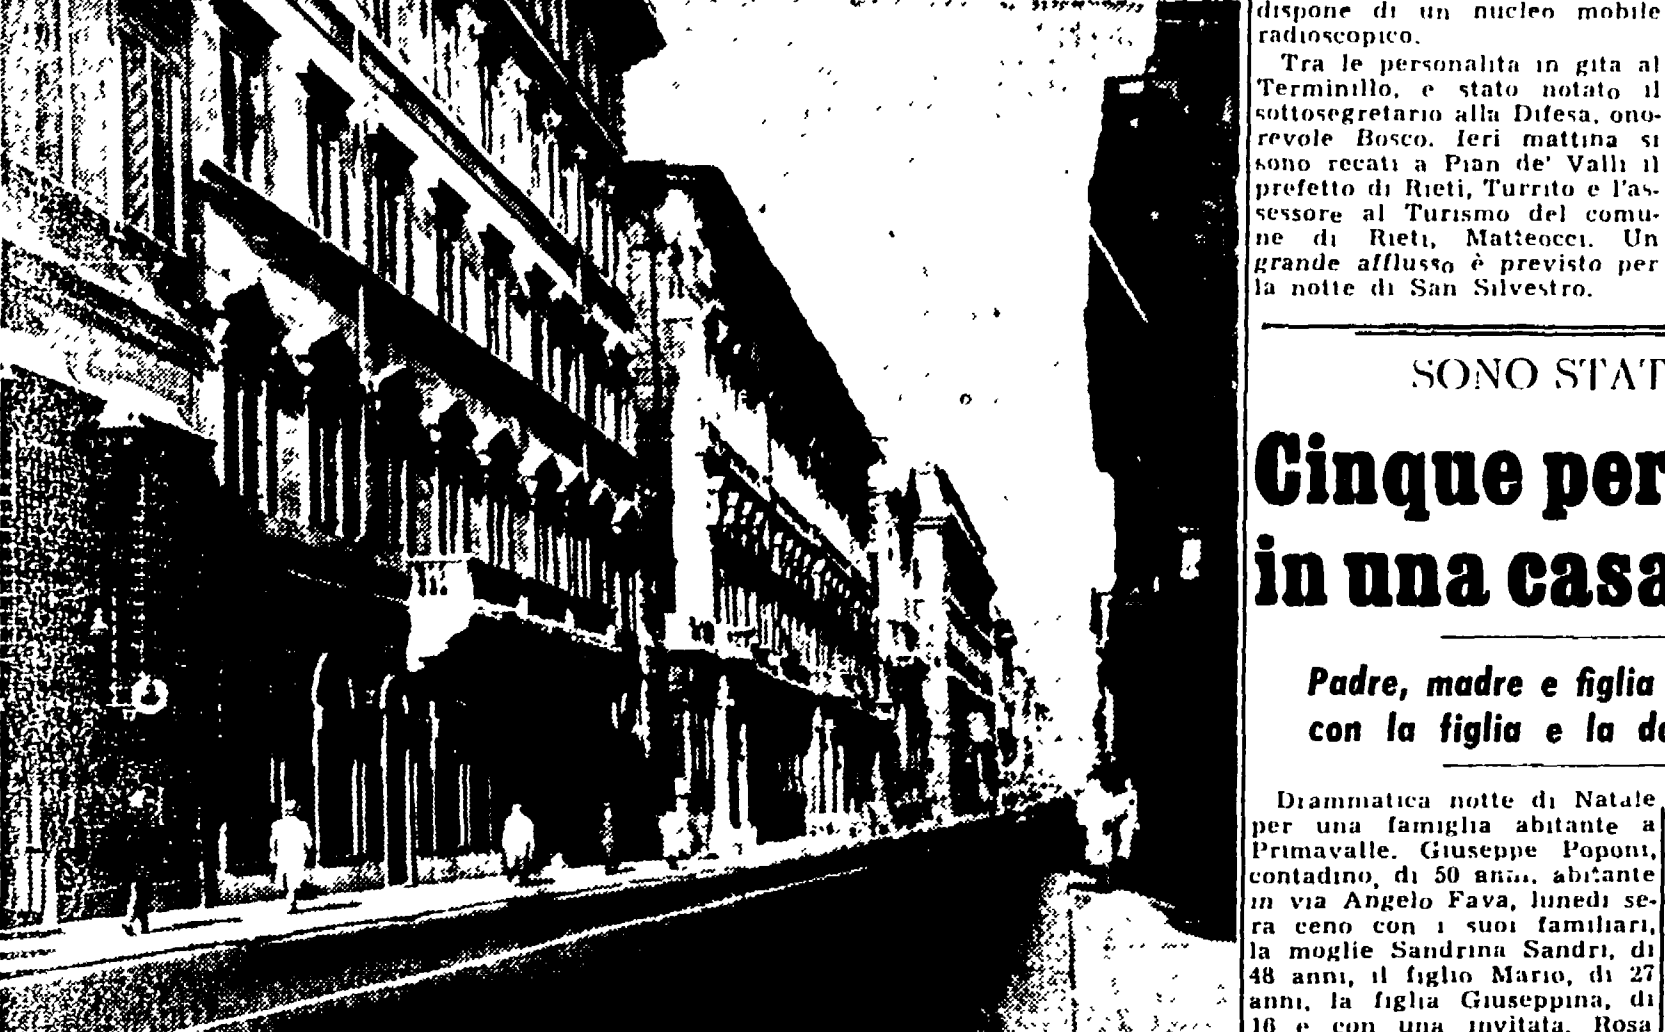 dispone di un nucleo mobile
radioscopico.
Tra le personalità in gita al
Terminillo, è stato notato il
sottosegretario alla Difesa, ono-
revole Bosco. Ieri mattina si
sono recati a Pian de' Valli il
prefetto di Rieti, Turrito e l'as-
sessore al Turismo del comu-
ne di Rieti, Matteocci. Un
grande afflusso è previsto per
la notte di San Silvestro.
SONO STAT
Cinque per
in una casa
Padre, madre e figlia
con la figlia e la do
Drammatica notte di Natale
per una famiglia abitante a
Primavalle. Giuseppe Poponi,
contadino, di 50 anni, abitante
in via Angelo Fava, lunedì se-
ra cenò con i suoi familiari,
la moglie Sandrina Sandri, di
48 anni, il figlio Mario, di 27
anni, la figlia Giuseppina, di
16 e con una invitata, Rosa